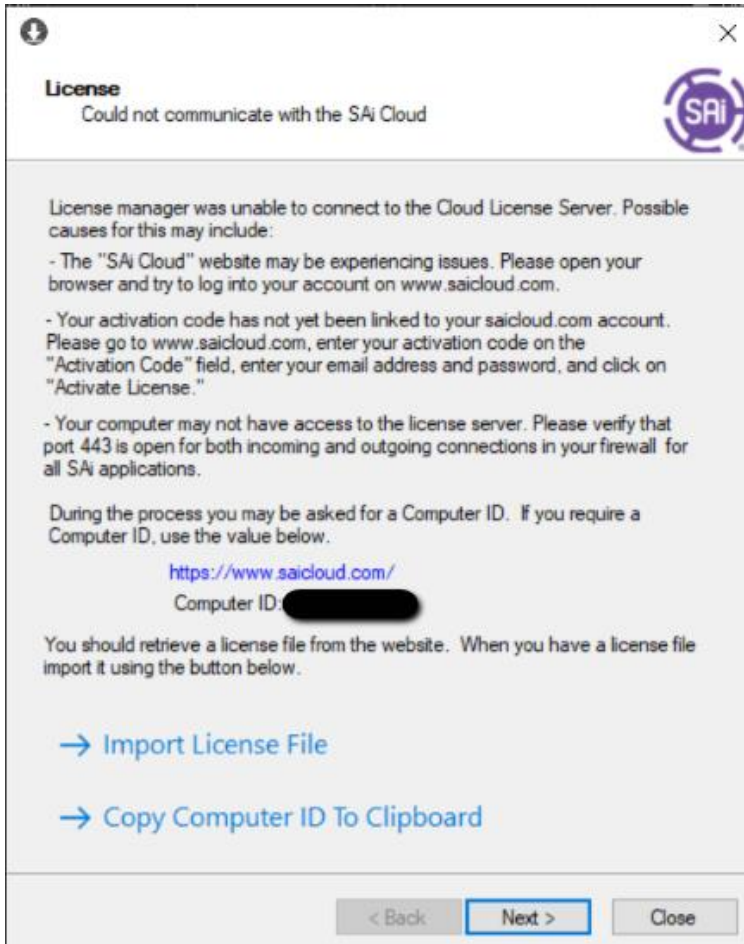 License
Could not communicate with the SAi Cloud
SAi
License manager was unable to connect to the Cloud License Server. Possible
causes for this may include:
- The "SAi Cloud" website may be experiencing issues. Please open your
browser and try to log into your account on www.saicloud.com.
- Your activation code has not yet been linked to your saicloud.com account.
Please go to www.saicloud.com, enter your activation code on the
"Activation Code" field, enter your email address and password, and click on
"Activate License."
- Your computer may not have access to the license server. Please verify that
port 443 is open for both incoming and outgoing connections in your firewall for
all SAi applications.
During the process you may be asked for a Computer ID. If you require a
Computer ID, use the value below.
https://www.saicloud.com/
Computer ID:
You should retrieve a license file from the website. When you have a license file
import it using the button below.
→ Import License File
→ Copy Computer ID To Clipboard
< Back Next > Close